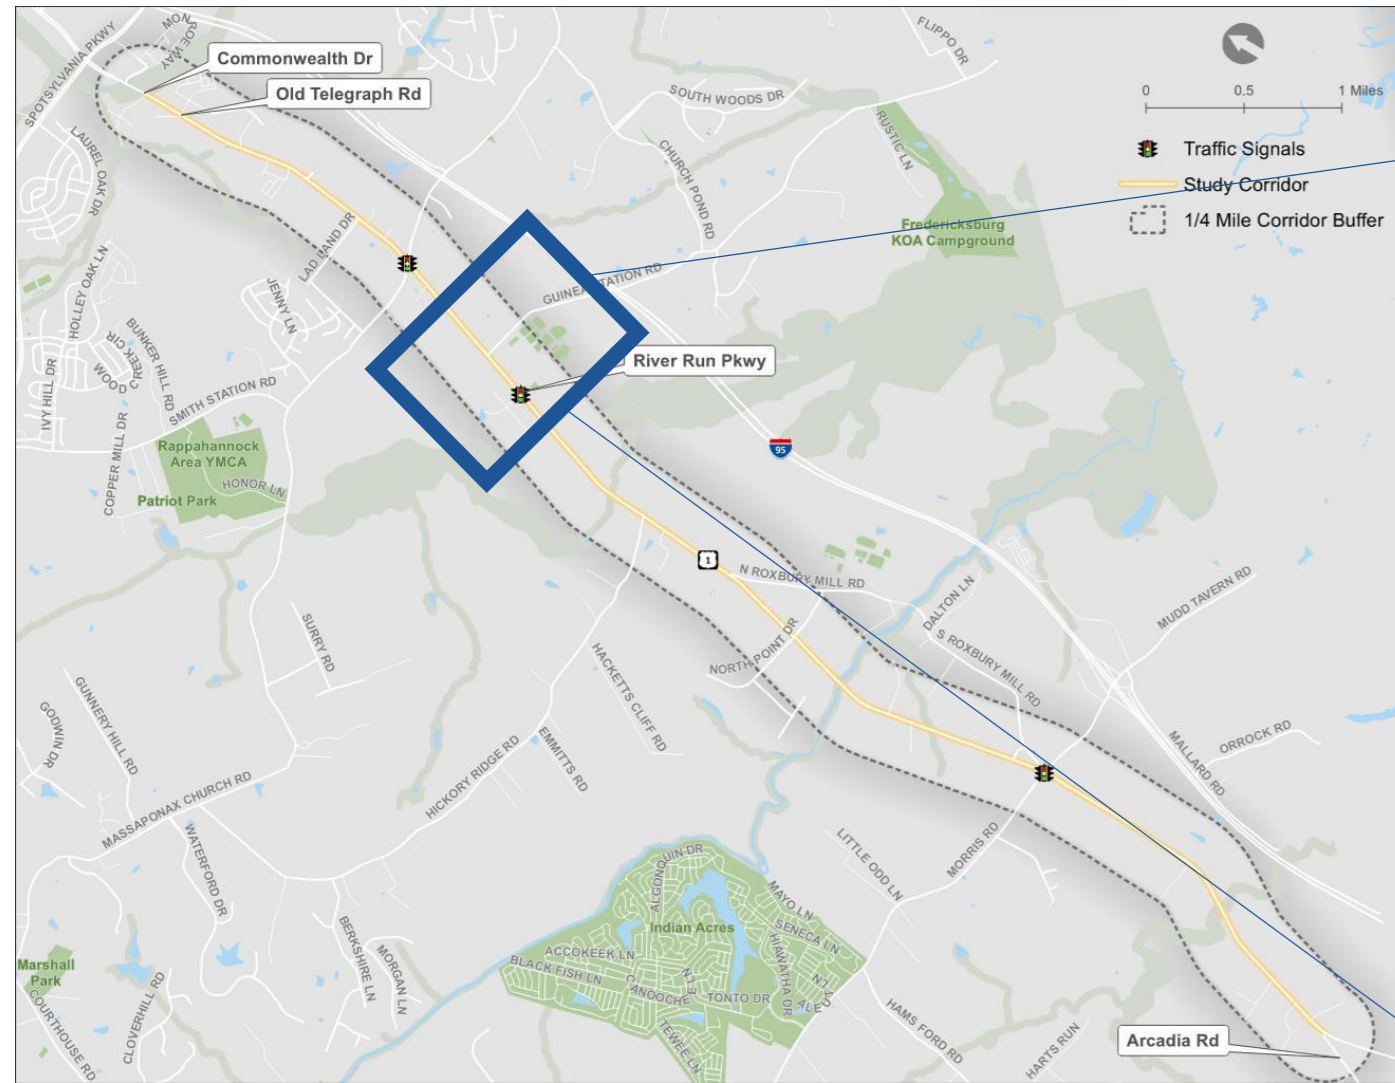 MONROE WAY
SPOTSYLVANIA PKWY
Commonwealth Dr
Old Telegraph Rd
FLIPPO DR
0 0.5 1 Miles
Traffic Signals
Study Corridor
1/4 Mile Corridor Buffer
SOUTH WOODS DR
RUSTIC LN
CHURCH POND RD
LAUREL OAK DR
LADYLAND DR
Fredericksburg
KOA Campground
GUINEA STATION RD
HOLLEY OAK LN
JENNY LN
BUNKER HILL RD
WOOD CREEK CIR
IVY HILL DR
COPPER MILL DR
SMITH STATION RD
River Run Pkwy
Rappahannock
Area YMCA
HONOR LN
Patriot Park
95
1
N ROXBURY MILL RD
DALTON LN
MUDD TAVERN RD
S ROXBURY MILL RD
NORTH POINT DR
SURRY RD
HACKETTS CLIFF RD
GUNNERY HILL RD
GODWIN DR
EMMITTS RD
HICKORY RIDGE RD
MASSAPONAX CHURCH RD
WATERFORD DR
MALLARD RD
ORROCK RD
LITTLE ODD LN
MORRIS RD
ALGONQUIN DR
MAYO LN
SENECA LN
HIAWATHA DR
Indian Acres
ACCOKEEK LN
BLACK FISH LN
CANOOCHE
ET LN
TONTO DR
TEWEE LN
BERKSHIRE LN
MORGAN LN
Marshall
Park
COURTHOUSE RD
CLOVERHILL RD
HAMS FORD RD
HARTS RUN
Arcadia Rd